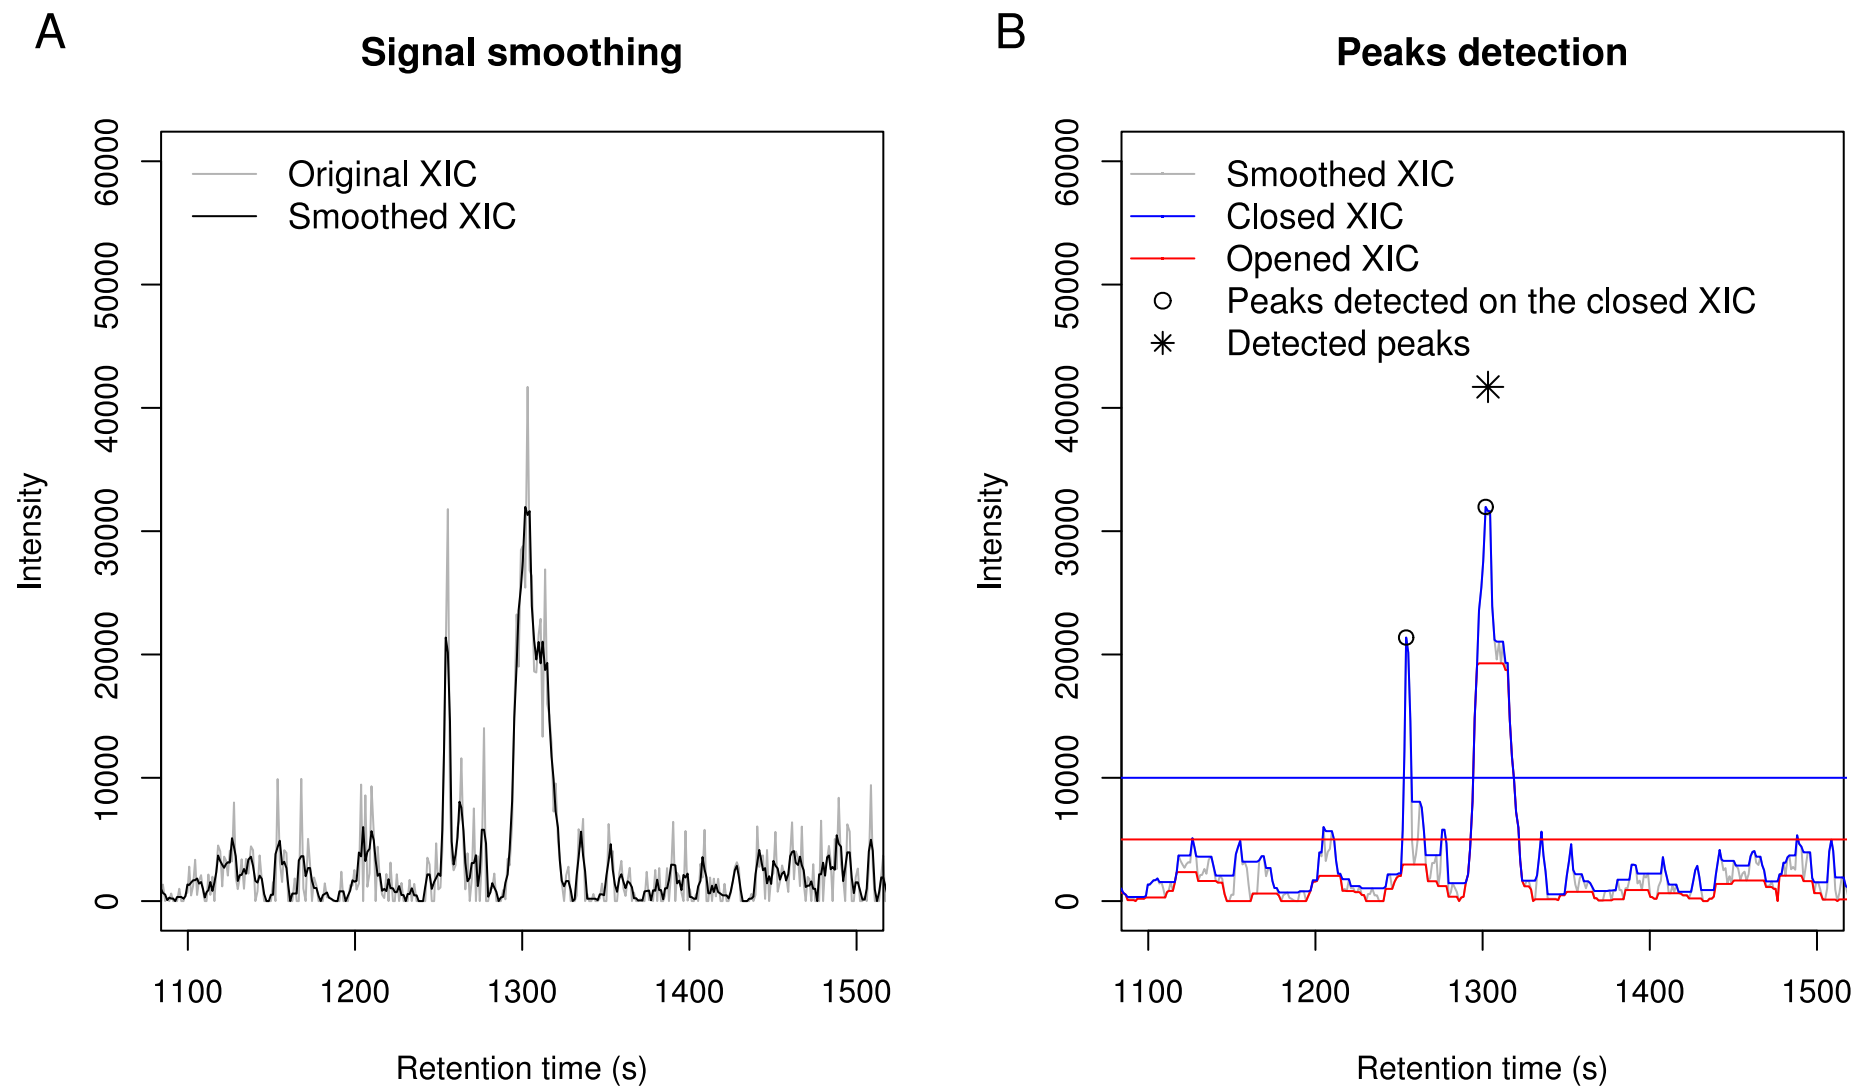 A
Signal smoothing
60000
50000
40000
30000
20000
10000
0
Intensity
Original XIC
Smoothed XIC
1100
1200
1300
1400
1500
Retention time (s)
B
Peaks detection
60000
50000
40000
30000
20000
10000
0
Intensity
Smoothed XIC
Closed XIC
Opened XIC
Peaks detected on the closed XIC
Detected peaks
1100
1200
1300
1400
1500
Retention time (s)